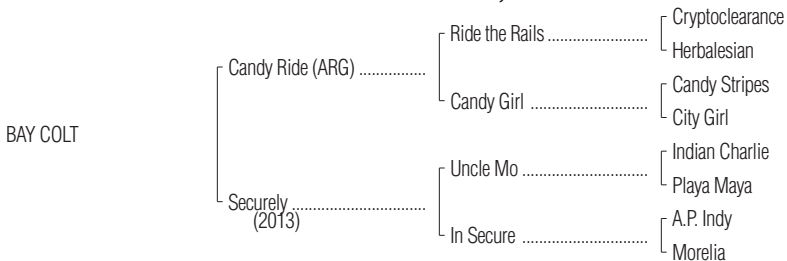 Cryptoclearance
Ride the Rails
Herbalesian
Candy Ride (ARG)
Candy Stripes
Candy Girl
City Girl
BAY COLT
Indian Charlie
Uncle Mo
Playa Maya
Securely
(2013)
A.P. Indy
In Secure
Morelia